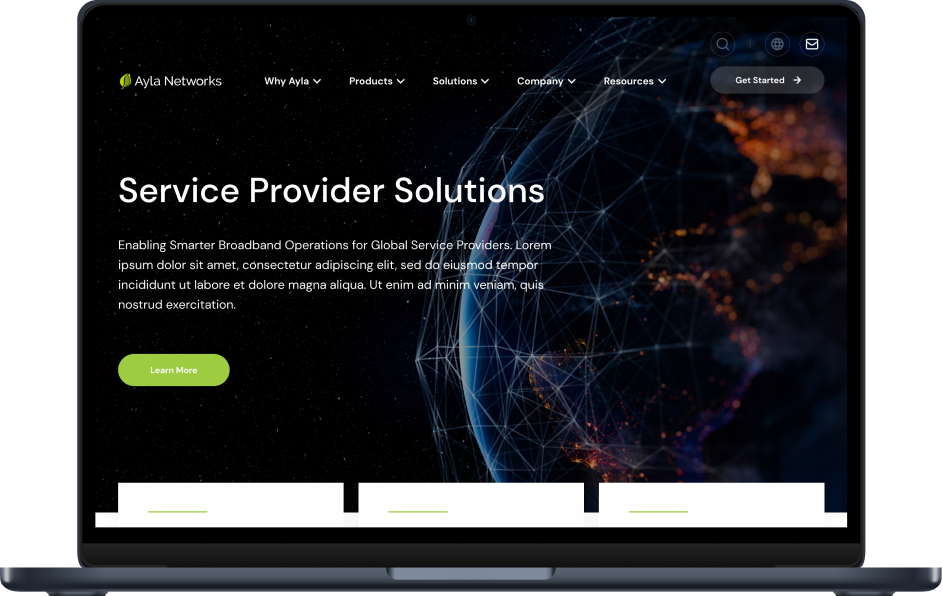 Ayla Networks
Why Ayla
Products
Solutions
Company
Resources
Get Started
Service Provider Solutions
Enabling Smarter Broadband Operations for Global Service Providers. Lorem
ipsum dolor sit amet, consectetur adipiscing elit, sed do eiusmod tempor
incididunt ut labore et dolore magna aliqua. Ut enim ad minim veniam, quis
nostrud exercitation.
Learn More